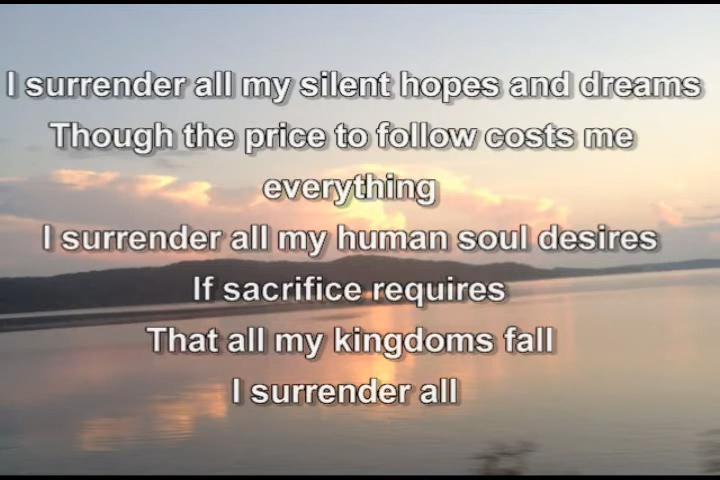 I surrender all my silent hopes and dreams
Though the price to follow costs me
everything
I surrender all my human soul desires
If sacrifice requires
That all my kingdoms fall
I surrender all